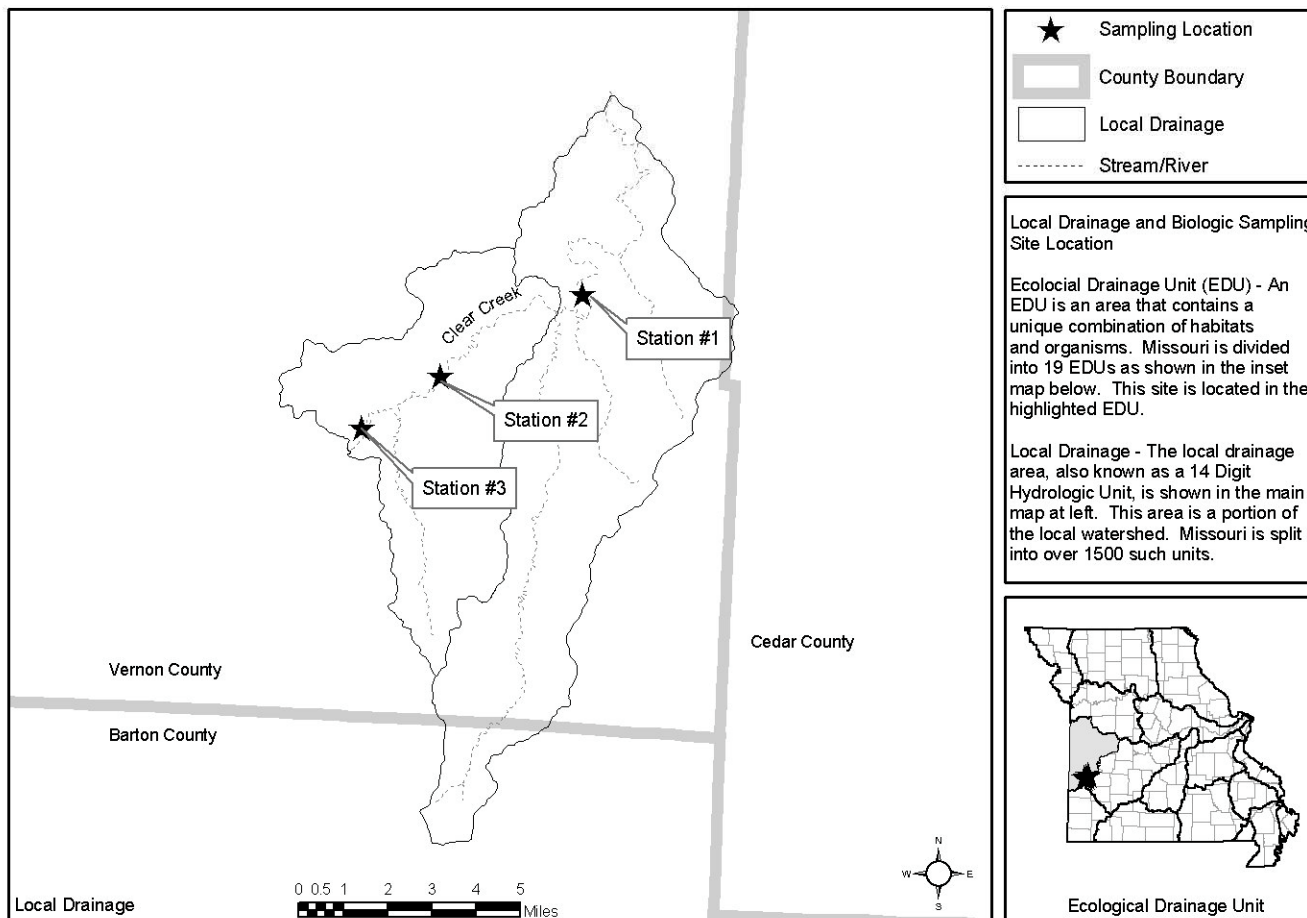 Clear Creek
Station #1
Station #2
Station #3
Vernon County
Barton County
Cedar County
0 0.5 1 2 3 4 5
Miles
Local Drainage
N
W E
S
Sampling Location
County Boundary
Local Drainage
Stream/River
Local Drainage and Biologic Sampling
Site Location
Ecolocial Drainage Unit (EDU) - An
EDU is an area that contains a
unique combination of habitats
and organisms. Missouri is divided
into 19 EDUs as shown in the inset
map below. This site is located in the
highlighted EDU.
Local Drainage - The local drainage
area, also known as a 14 Digit
Hydrologic Unit, is shown in the main
map at left. This area is a portion of
the local watershed. Missouri is split
into over 1500 such units.
Ecological Drainage Unit